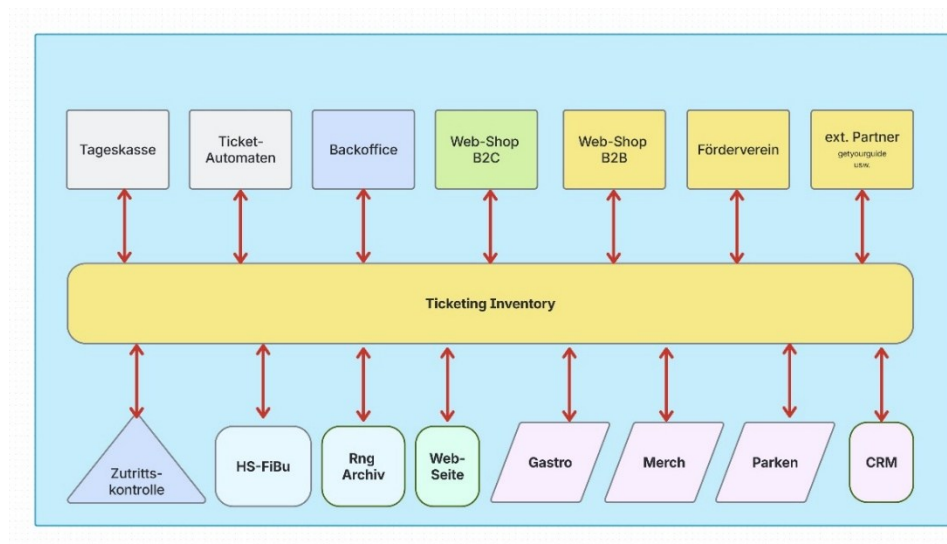 Tageskasse
Ticket-
Automaten
Backoffice
Web-Shop
B2C
Web-Shop
B2B
Förderverein
ext. Partner
getyourguide
usw.
Ticketing Inventory
Zutritts-
kontrolle
HS-FiBu
Rng
Archiv
Web-
Seite
Gastro
Merch
Parken
CRM